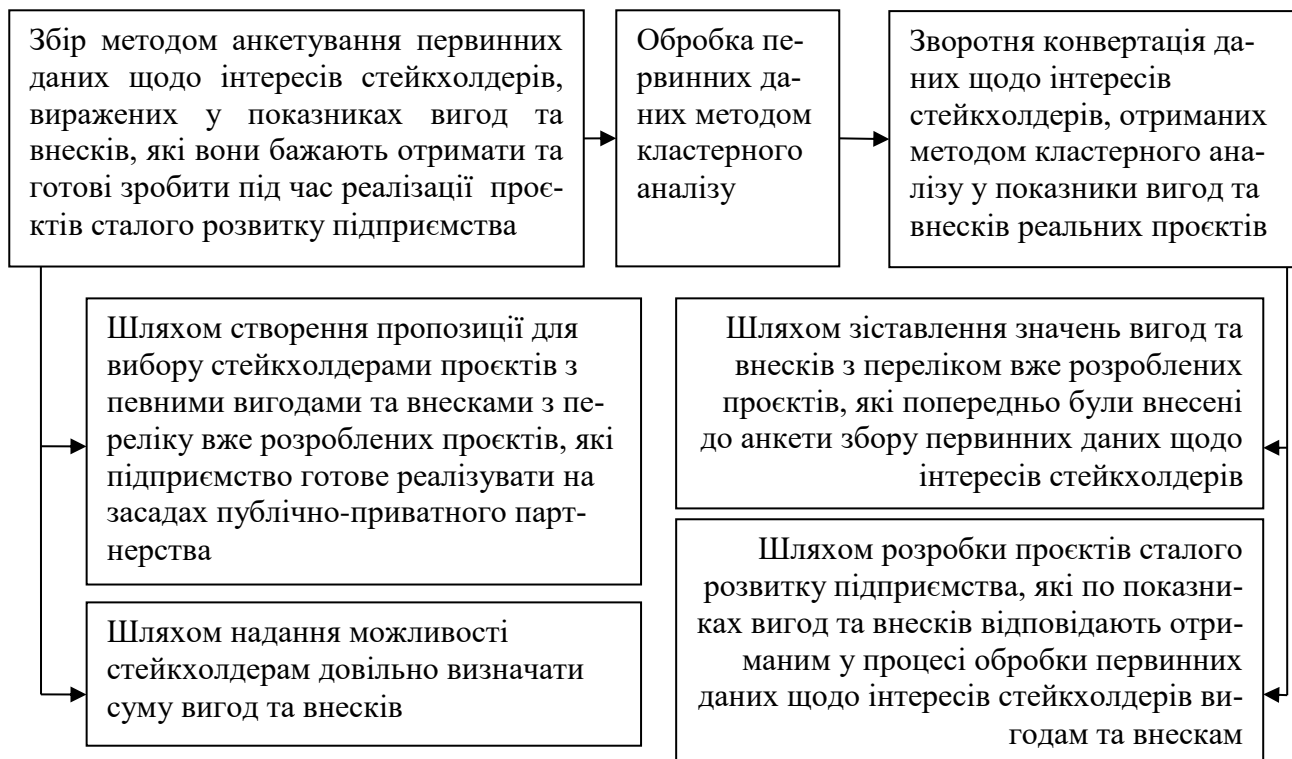 Збір методом анкетування первинних
даних щодо інтересів стейкхолдерів,
виражених у показниках вигод та
внесків, які вони бажають отримати та
готові зробити під час реалізації проє-
ктів сталого розвитку підприємства
Обробка пе-
рвинних да-
них методом
кластерного
аналізу
Зворотня конвертація да-
них щодо інтересів
стейкхолдерів, отриманих
методом кластерного ана-
лізу у показники вигод та
внесків реальних проєктів
Шляхом створення пропозиції для
вибору стейкхолдерами проєктів з
певними вигодами та внесками з пе-
реліку вже розроблених проєктів, які
підприємство готове реалізувати на
засадах публічно-приватного парт-
нерства
Шляхом надання можливості
стейкхолдерам довільно визначати
суму вигод та внесків
Шляхом зіставлення значень вигод та
внесків з переліком вже розроблених
проєктів, які попередньо були внесені
до анкети збору первинних даних щодо
інтересів стейкхолдерів
Шляхом розробки проєктів сталого
розвитку підприємства, які по показни-
ках вигод та внесків відповідають отри-
маним у процесі обробки первинних
даних щодо інтересів стейкхолдерів ви-
годам та внескам